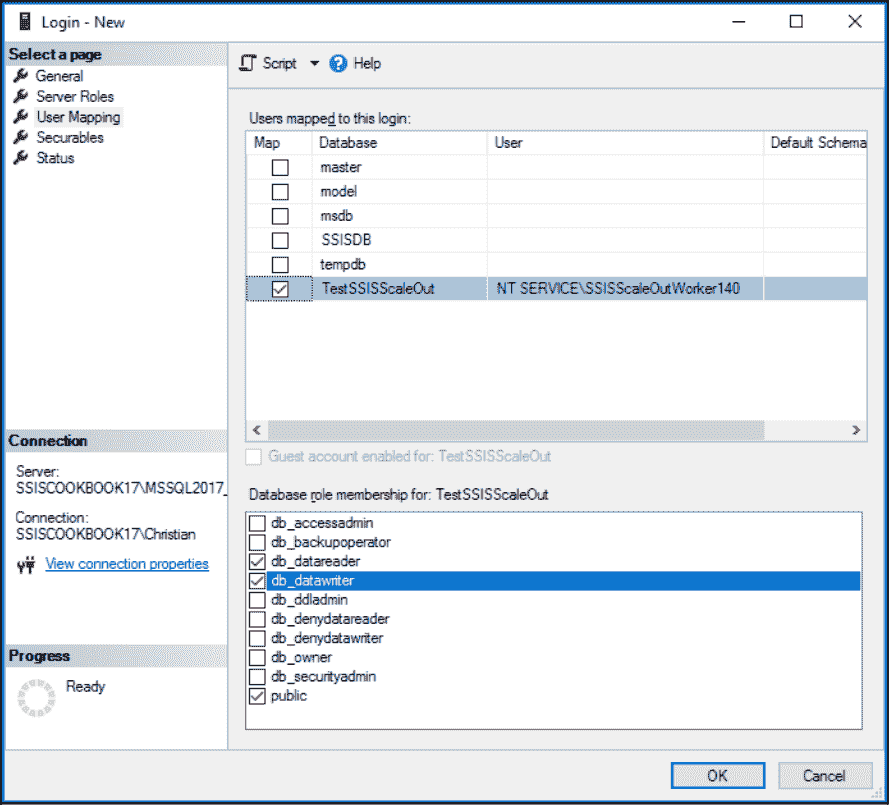 Login - New
Select a page
General
Server Roles
User Mapping
Securables
Status
Script
Help
Users mapped to this login:
Map Database User Default Schema
master
model
msdb
SSISDB
tempdb
TestSSISScaleOut NT SERVICE\SSISScaleOutWorker140
Guest account enabled for: TestSSISScaleOut
Database role membership for: TestSSISScaleOut
db_accessadmin
db_backupoperator
db_datareader
db_datawriter
db_ddladmin
db_denydatareader
db_denydatawriter
db_owner
db_securityadmin
public
Connection
Server:
SSISCOOKBOOK17\MSSQL2017_
Connection:
SSISCOOKBOOK17\Christian
View connection properties
Progress
Ready
OK Cancel